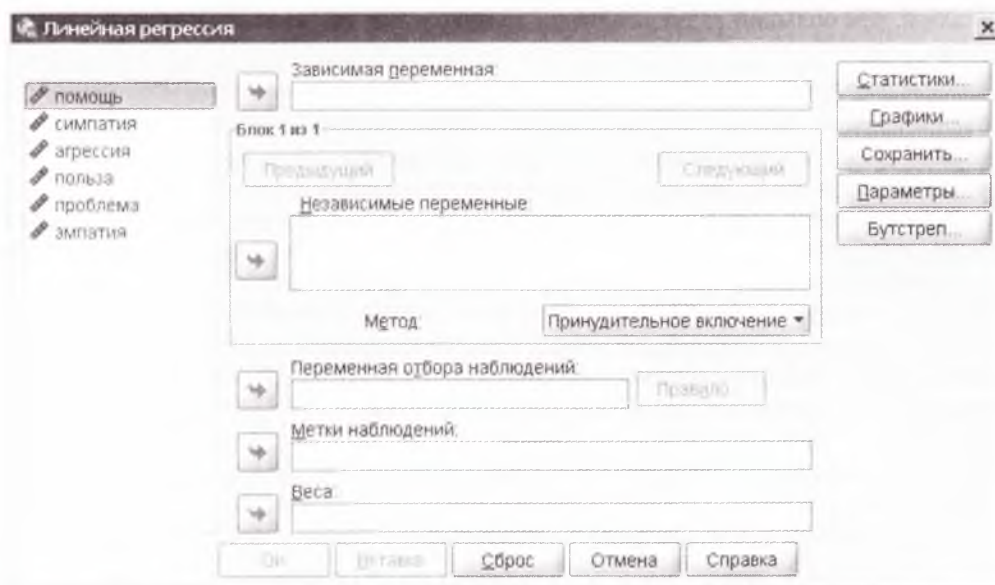 Линейная регрессия
помощь
симпатия
агрессия
польза
проблема
эмпатия
Зависимая переменная:
Блок 1 из 1
Предыдущий
Следующий
Независимые переменные
Метод:
Принудительное включение
Переменная отбора наблюдений:
Правило...
Метки наблюдений:
Веса:
Статистики...
Графики...
Сохранить...
Параметры...
Бутстреп...
Ок
Вставка
Сброс
Отмена
Справка